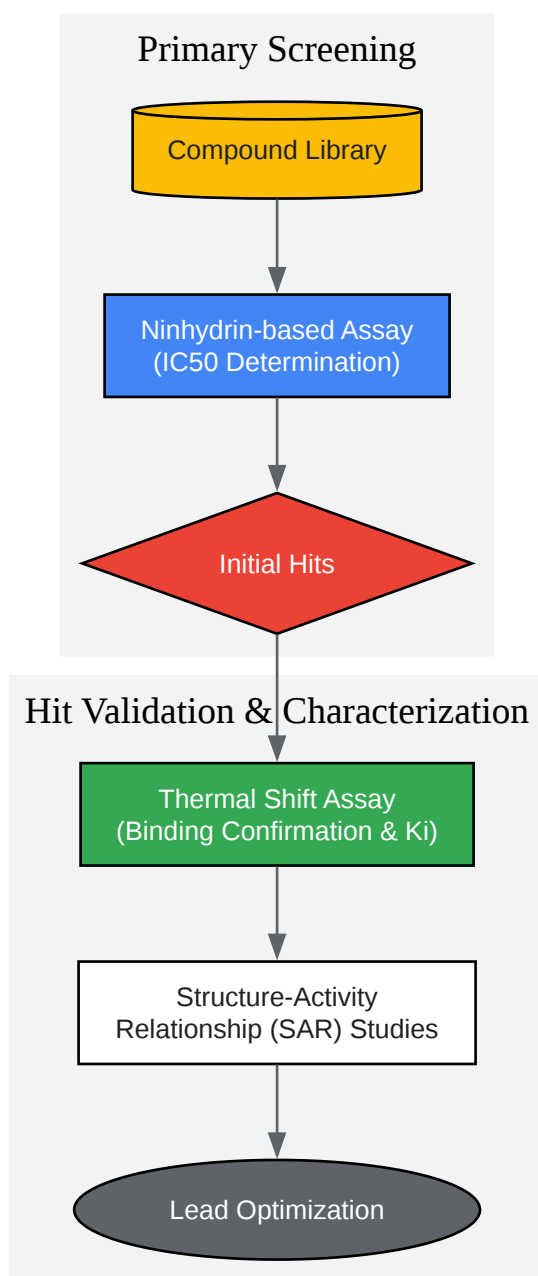 Primary Screening
Compound Library
Ninhydrin-based Assay
(IC50 Determination)
Initial Hits
Hit Validation & Characterization
Thermal Shift Assay
(Binding Confirmation & Ki)
Structure-Activity
Relationship (SAR) Studies
Lead Optimization